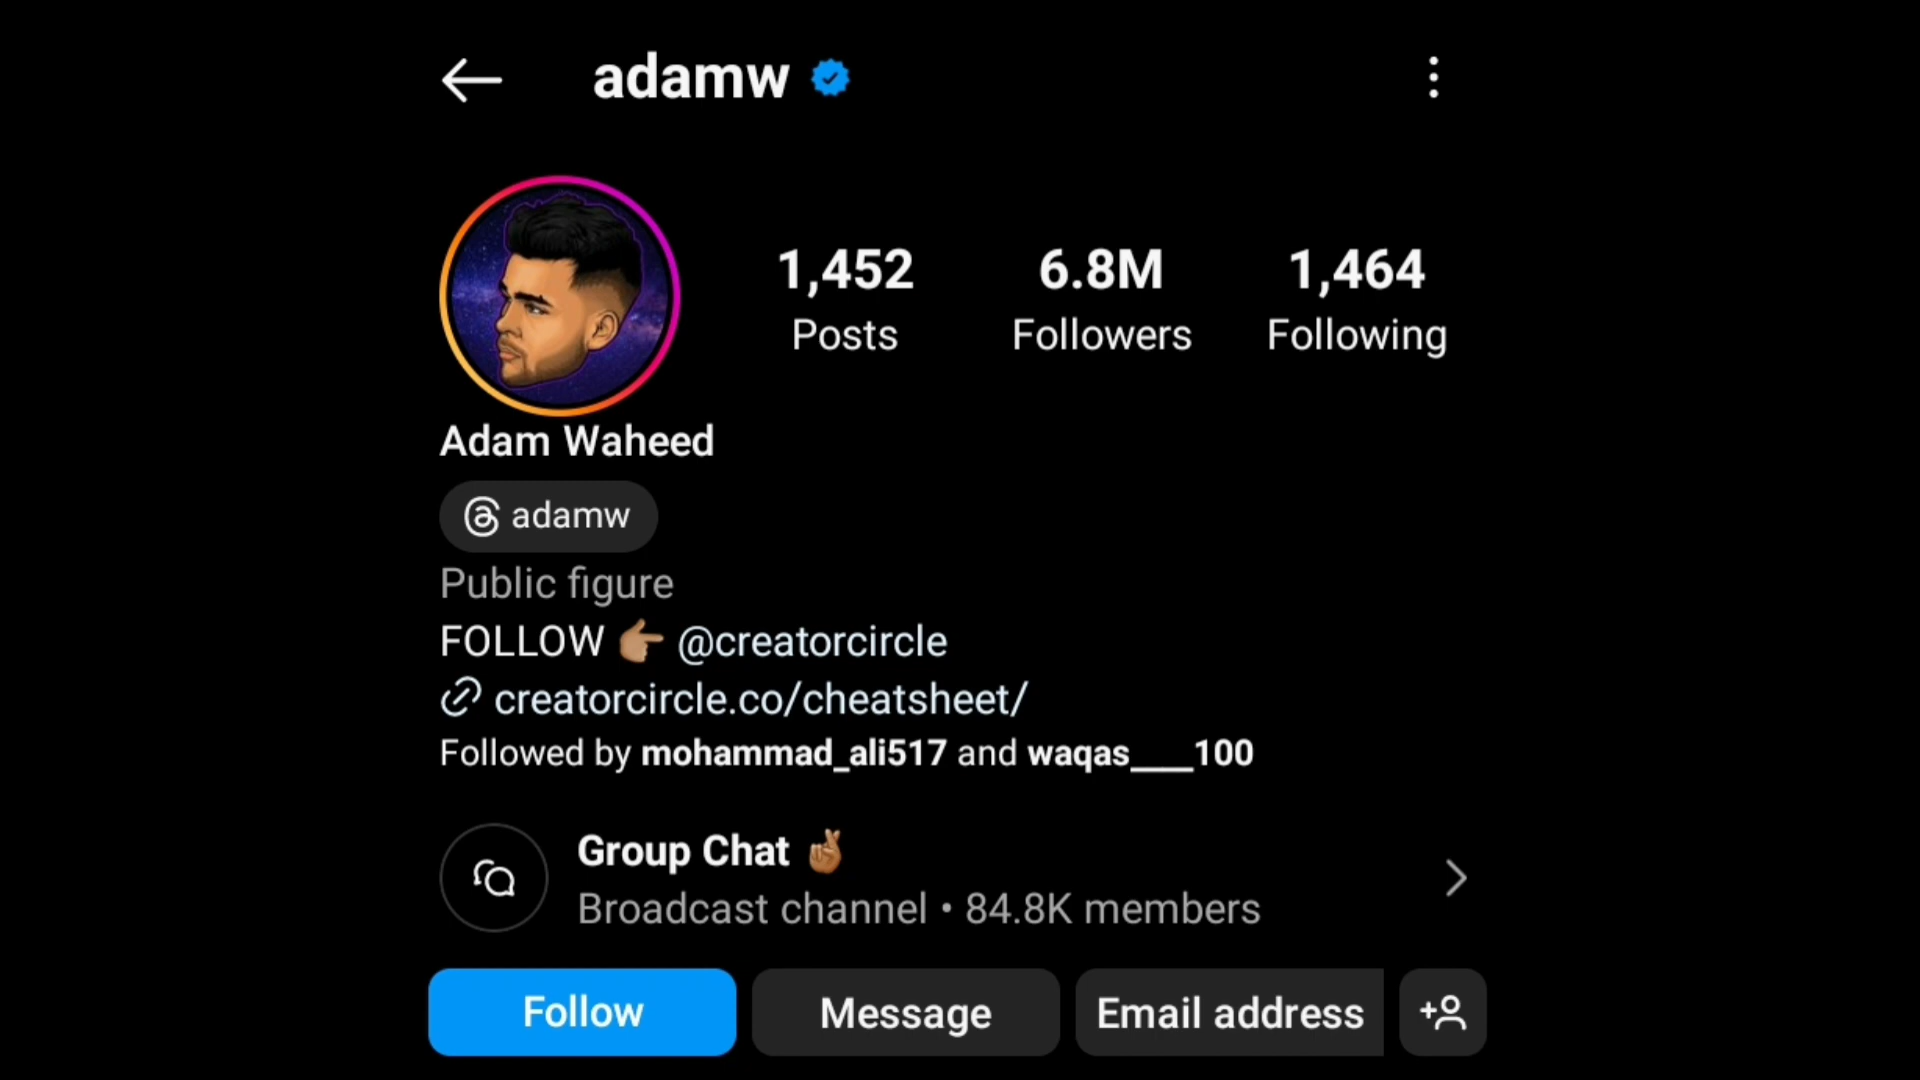 adamw
1,452 6.8M 1,464
Posts Followers Following
Adam Waheed
adamw
Public figure
FOLLOW 👉🏽 @creatorcircle
creatorcircle.co/cheatsheet/
Followed by mohammad_ali517 and waqas____100
Group Chat 🤞🏾
Broadcast channel • 84.8K members
Follow Message Email address